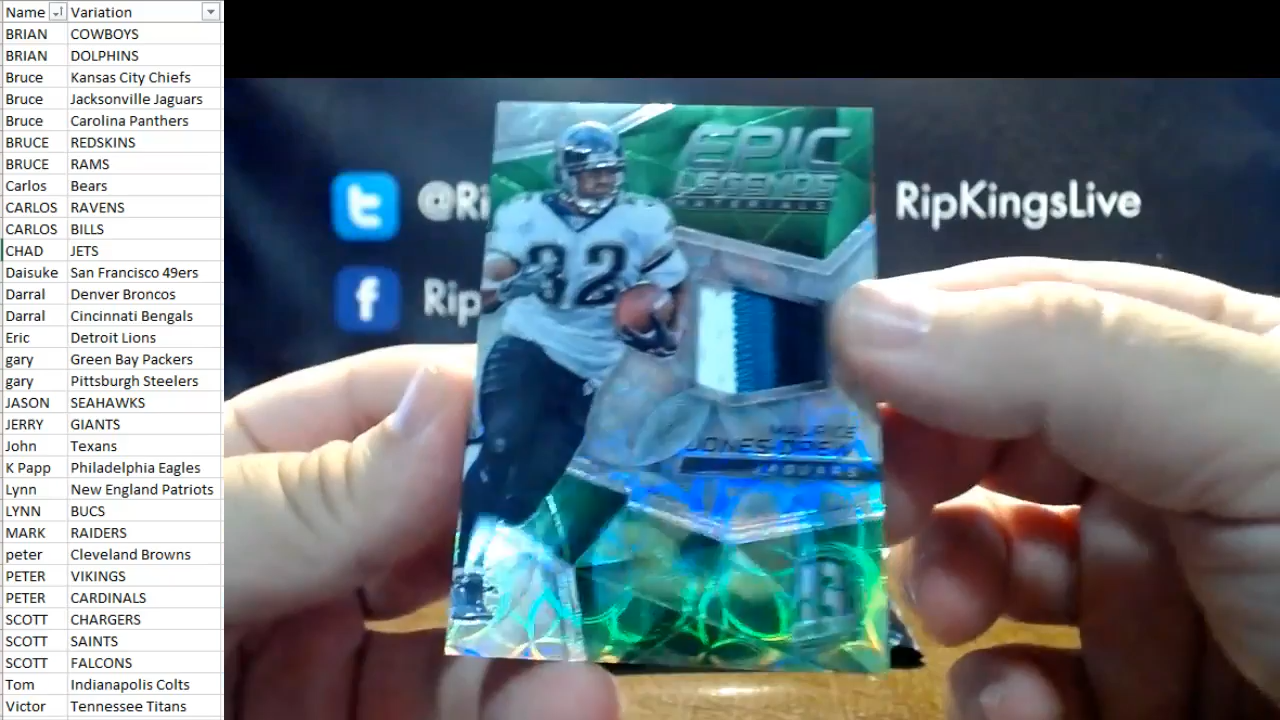 Name Variation
BRIAN COWBOYS
BRIAN DOLPHINS
Bruce Kansas City Chiefs
Bruce Jacksonville Jaguars
Bruce Carolina Panthers
BRUCE REDSKINS
BRUCE RAMS
Carlos Bears
CARLOS RAVENS
CARLOS BILLS
CHAD JETS
Daisuke San Francisco 49ers
Darral Denver Broncos
Darral Cincinnati Bengals
Eric Detroit Lions
gary Green Bay Packers
gary Pittsburgh Steelers
JASON SEAHAWKS
JERRY GIANTS
John Texans
K Papp Philadelphia Eagles
Lynn New England Patriots
LYNN BUCS
MARK RAIDERS
peter Cleveland Browns
PETER VIKINGS
PETER CARDINALS
SCOTT CHARGERS
SCOTT SAINTS
SCOTT FALCONS
Tom Indianapolis Colts
Victor Tennessee Titans
@Ri
RipKingsLive
Rip
EPIC
LEGENDS
MATERIALS
32
MAURICE
JONES-DREW
JAGUARS